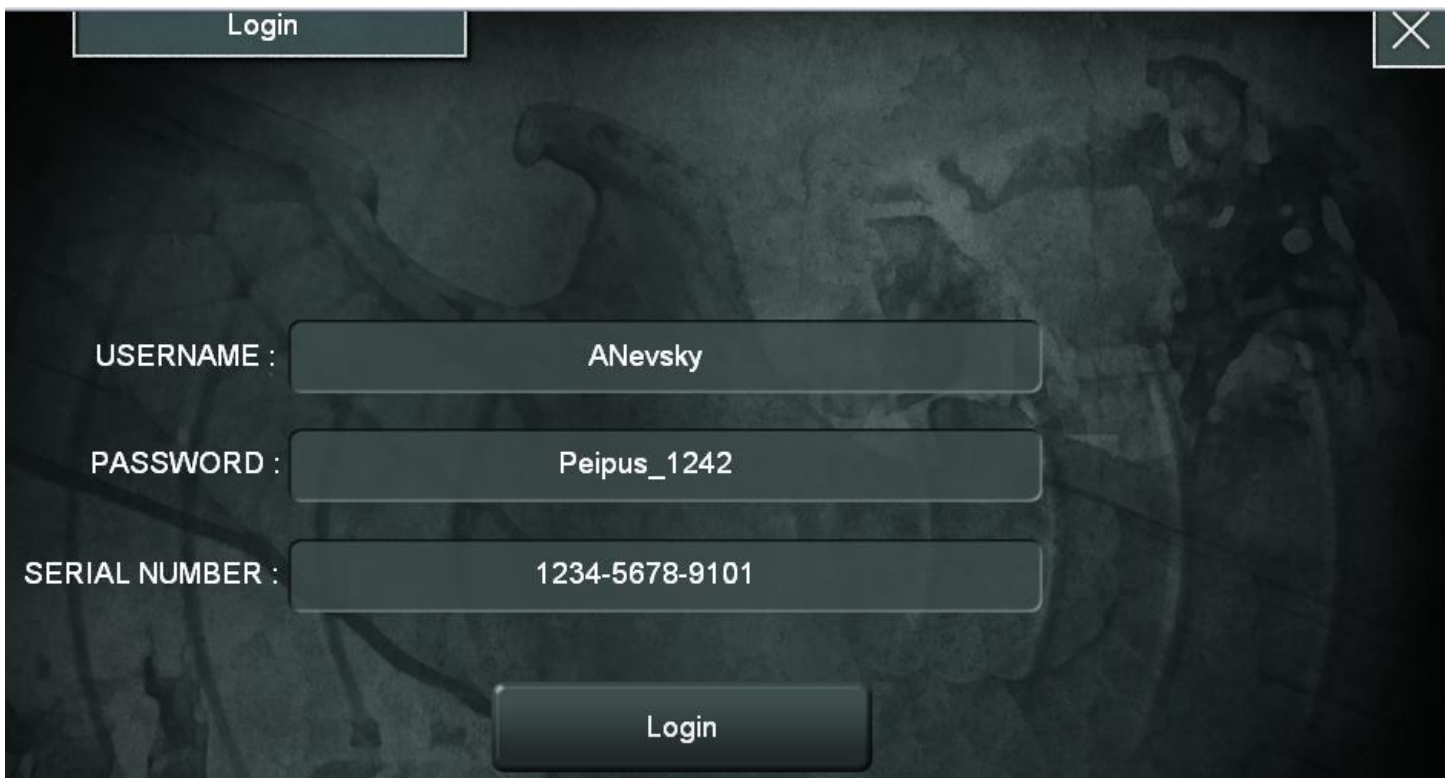 Login
USERNAME : ANevsky
PASSWORD : Peipus_1242
SERIAL NUMBER : 1234-5678-9101
Login